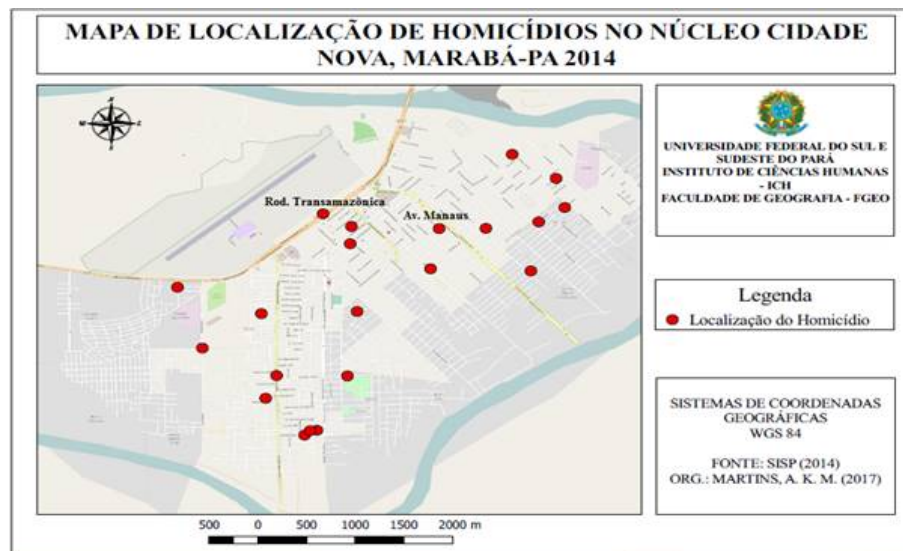 MAPA DE LOCALIZAÇÃO DE HOMICÍDIOS NO NÚCLEO CIDADE
NOVA, MARABÁ-PA 2014
N
Rod. Transamazônica
Av. Manaus
UNIVERSIDADE FEDERAL DO SUL E
SUDESTE DO PARÁ
INSTITUTO DE CIÊNCIAS HUMANAS
- ICH
FACULDADE DE GEOGRAFIA - FGEO
Legenda
Localização do Homicídio
SISTEMAS DE COORDENADAS
GEOGRÁFICAS
WGS 84
FONTE: SISP (2014)
ORG.: MARTINS, A. K. M. (2017)
500 0 500 1000 1500 2000 m